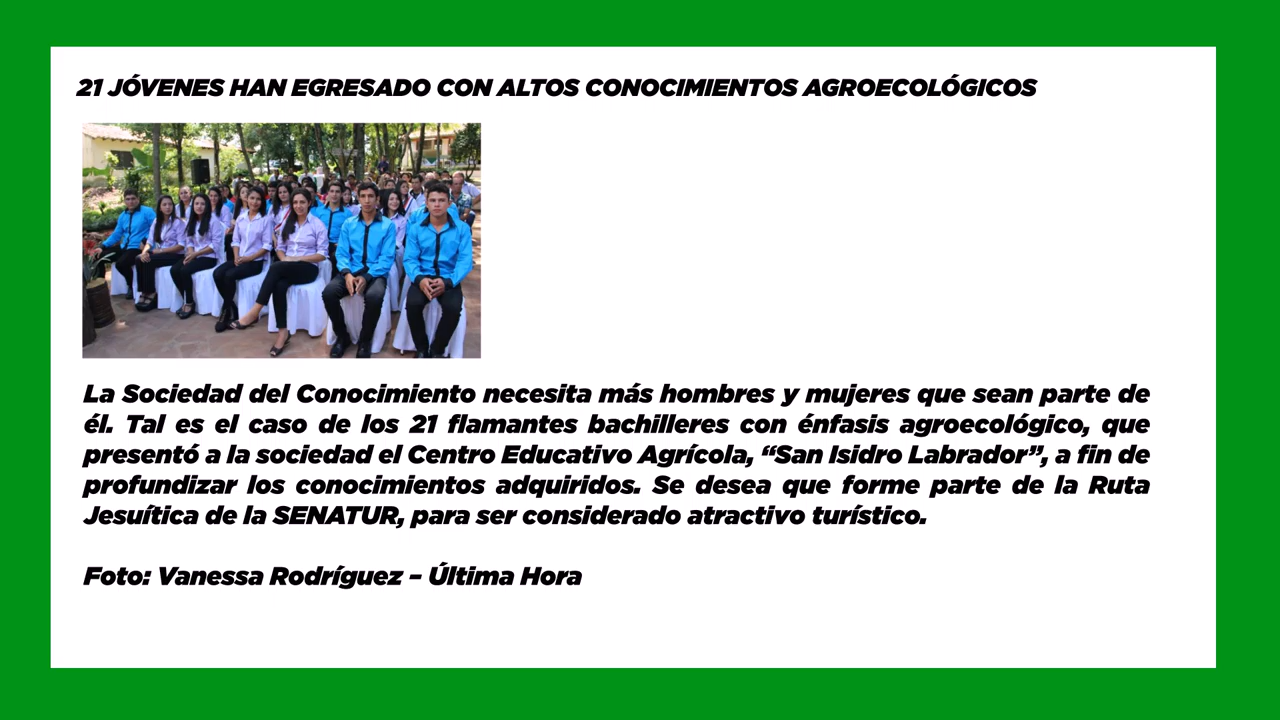 21 JÓVENES HAN EGRESADO CON ALTOS CONOCIMIENTOS AGROECOLÓGICOS
La Sociedad del Conocimiento necesita más hombres y mujeres que sean parte de
él. Tal es el caso de los 21 flamantes bachilleres con énfasis agroecológico, que
presentó a la sociedad el Centro Educativo Agrícola, “San Isidro Labrador”, a fin de
profundizar los conocimientos adquiridos. Se desea que forme parte de la Ruta
Jesuítica de la SENATUR, para ser considerado atractivo turístico.
Foto: Vanessa Rodríguez – Última Hora